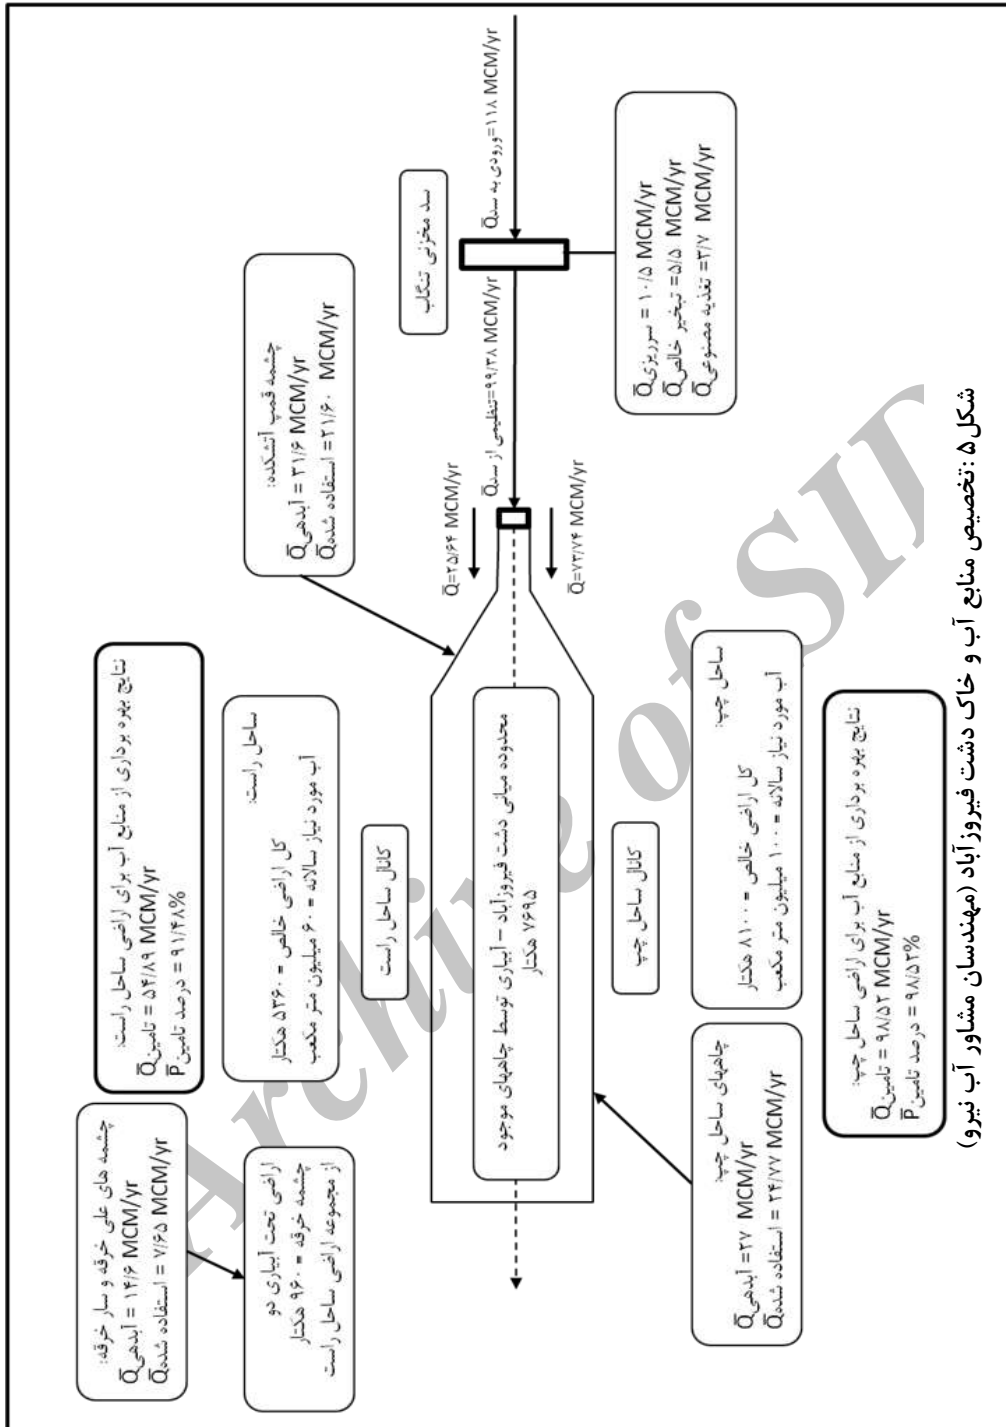 Q̄ورودی به سد=۱۱۸ MCM/yr
سد مخزنی تنگاب
Q̄سرریزی = ۱۰/۵ MCM/yr
Q̄تبخیر خالص =۵/۵ MCM/yr
Q̄تغذیه مصنوعی =۳/۷ MCM/yr
Q̄تنظیمی از سد=۹۹/۳۸ MCM/yr
Q̄=۲۵/۶۴ MCM/yr
Q̄=۷۳/۷۴ MCM/yr
چشمه قمپ آتشکده:
Q̄آبدهی = ۳۱/۶ MCM/yr
Q̄استفاده شده = ۲۱/۶۰ MCM/yr
نتایج بهره برداری از منابع آب برای اراضی ساحل راست:
Q̄تامین = ۵۴/۸۹ MCM/yr
P̄درصد تامین = ۹۱/۴۸%
ساحل راست:
کل اراضی خالص = ۵۳۶۰ هکتار
آب مورد نیاز سالانه = ۶۰ میلیون متر مکعب
کانال ساحل راست
محدوده میانی دشت فیروزآباد – آبیاری توسط چاههای موجود
۷۶۹۵ هکتار
کانال ساحل چپ
ساحل چپ:
کل اراضی خالص = ۸۱۰۰ هکتار
آب مورد نیاز سالانه = ۱۰۰ میلیون متر مکعب
نتایج بهره برداری از منابع آب برای اراضی ساحل چپ:
Q̄تامین = ۹۸/۵۲ MCM/yr
P̄درصد تامین = ۹۸/۵۲%
چشمه های علی خرقه و سار خرقه:
Q̄آبدهی = ۱۴/۶ MCM/yr
Q̄استفاده شده = ۷/۶۵ MCM/yr
اراضی تحت آبیاری دو
چشمه خرقه = ۹۶۰ هکتار
از مجموعه اراضی ساحل راست
چاههای ساحل چپ:
Q̄آبدهی =۲۷ MCM/yr
Q̄استفاده شده = ۲۴/۷۷ MCM/yr
شکل ۵: تخصیص منابع آب و خاک دشت فیروزآباد (مهندسان مشاور آب نیرو)
Archive of SID